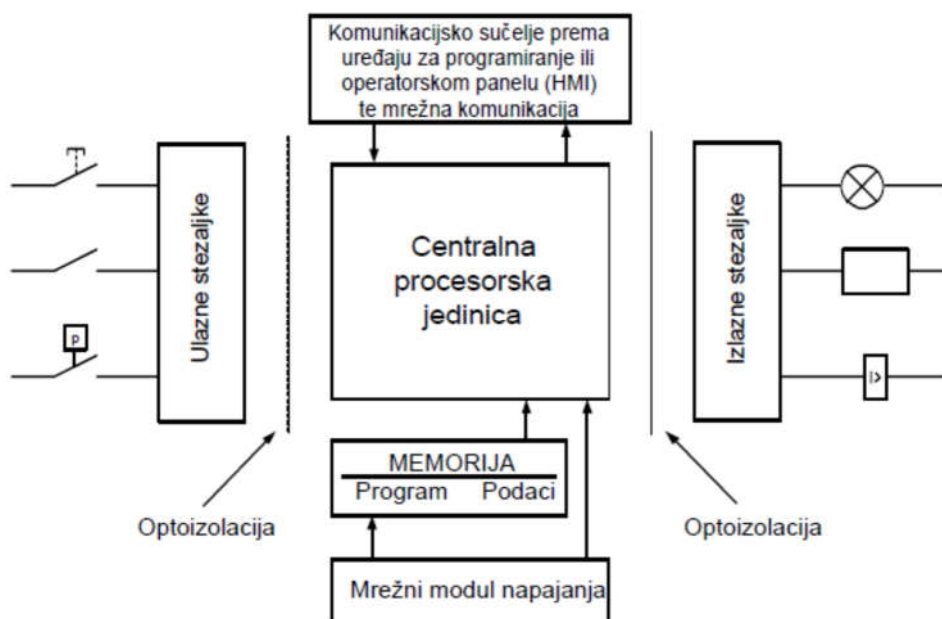 Komunikacijsko sučelje prema
uređaju za programiranje ili
operatorskom panelu (HMI)
te mrežna komunikacija
Ulazne stezaljke
p
Centralna
procesorska
jedinica
Izlazne stezaljke
MEMORIJA
Program Podaci
Optoizolacija
Optoizolacija
Mrežni modul napajanja